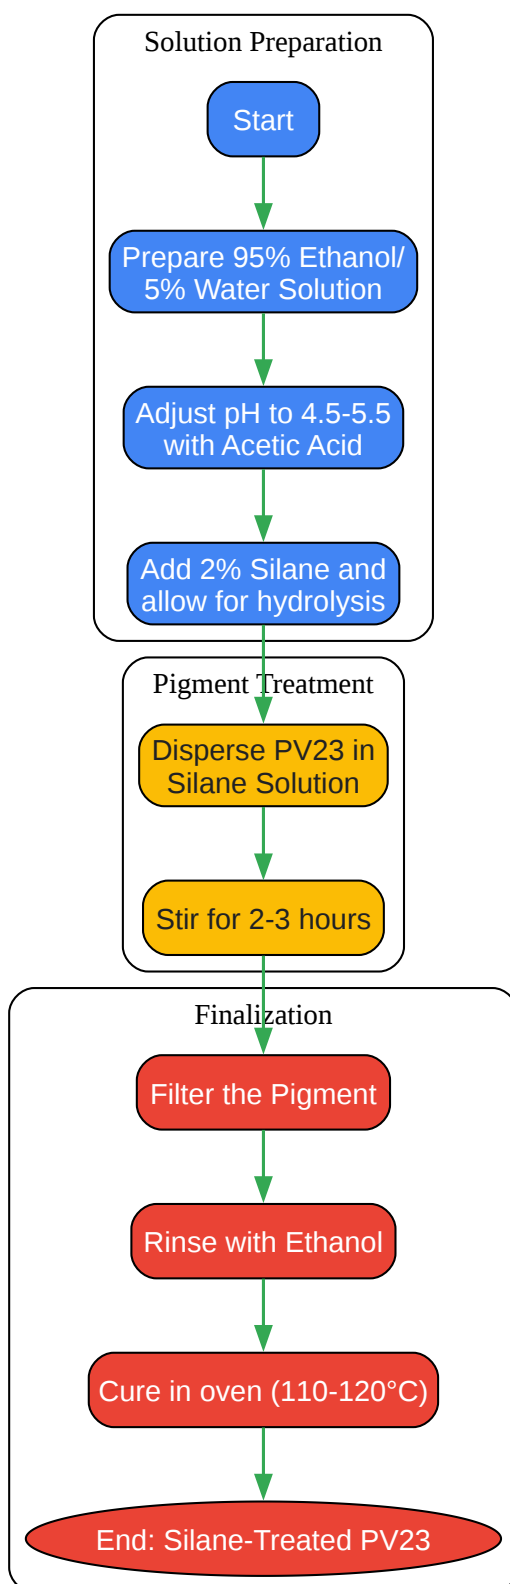 Solution Preparation
Start
Prepare 95% Ethanol/
5% Water Solution
Adjust pH to 4.5-5.5
with Acetic Acid
Add 2% Silane and
allow for hydrolysis
Pigment Treatment
Disperse PV23 in
Silane Solution
Stir for 2-3 hours
Finalization
Filter the Pigment
Rinse with Ethanol
Cure in oven (110-120°C)
End: Silane-Treated PV23